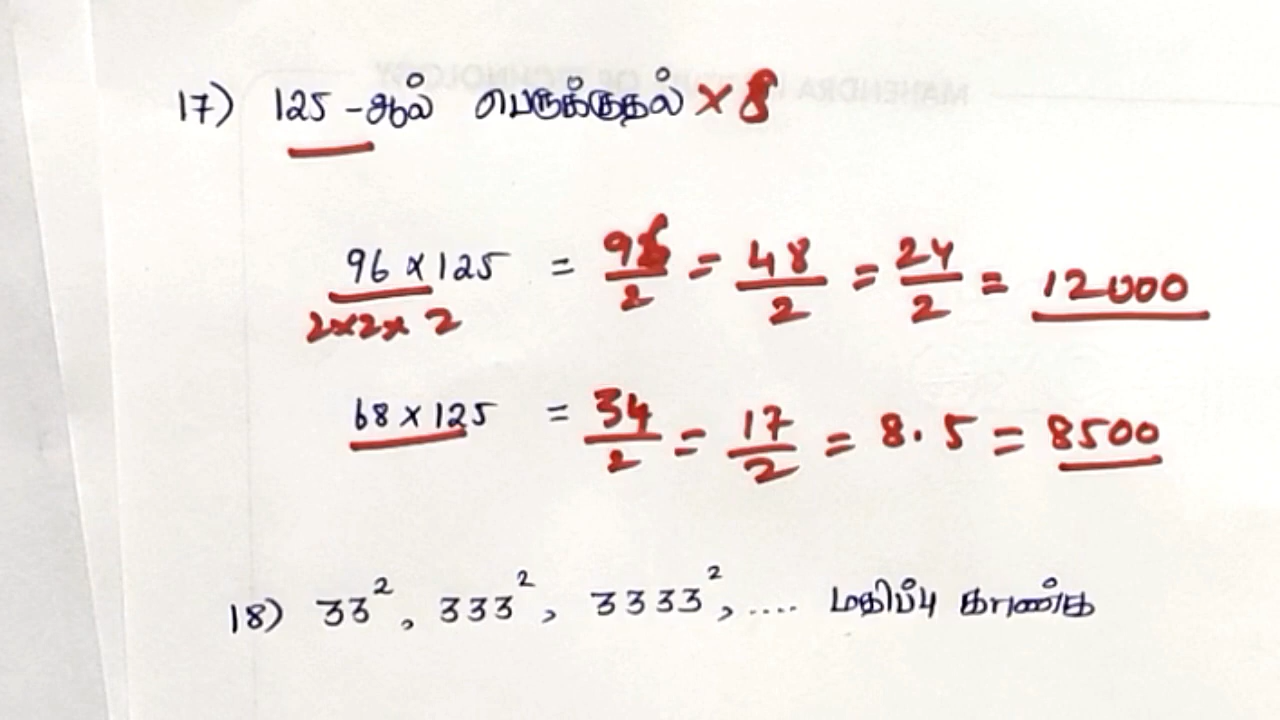 17) 125 -ஆல் பெருக்குதல் × 8
96 × 125 = 96/2 = 48/2 = 24/2 = 12000
2×2×2
68 × 125 = 34/2 = 17/2 = 8.5 = 8500
18) 33², 333², 3333², .... மதிப்பு காண்க